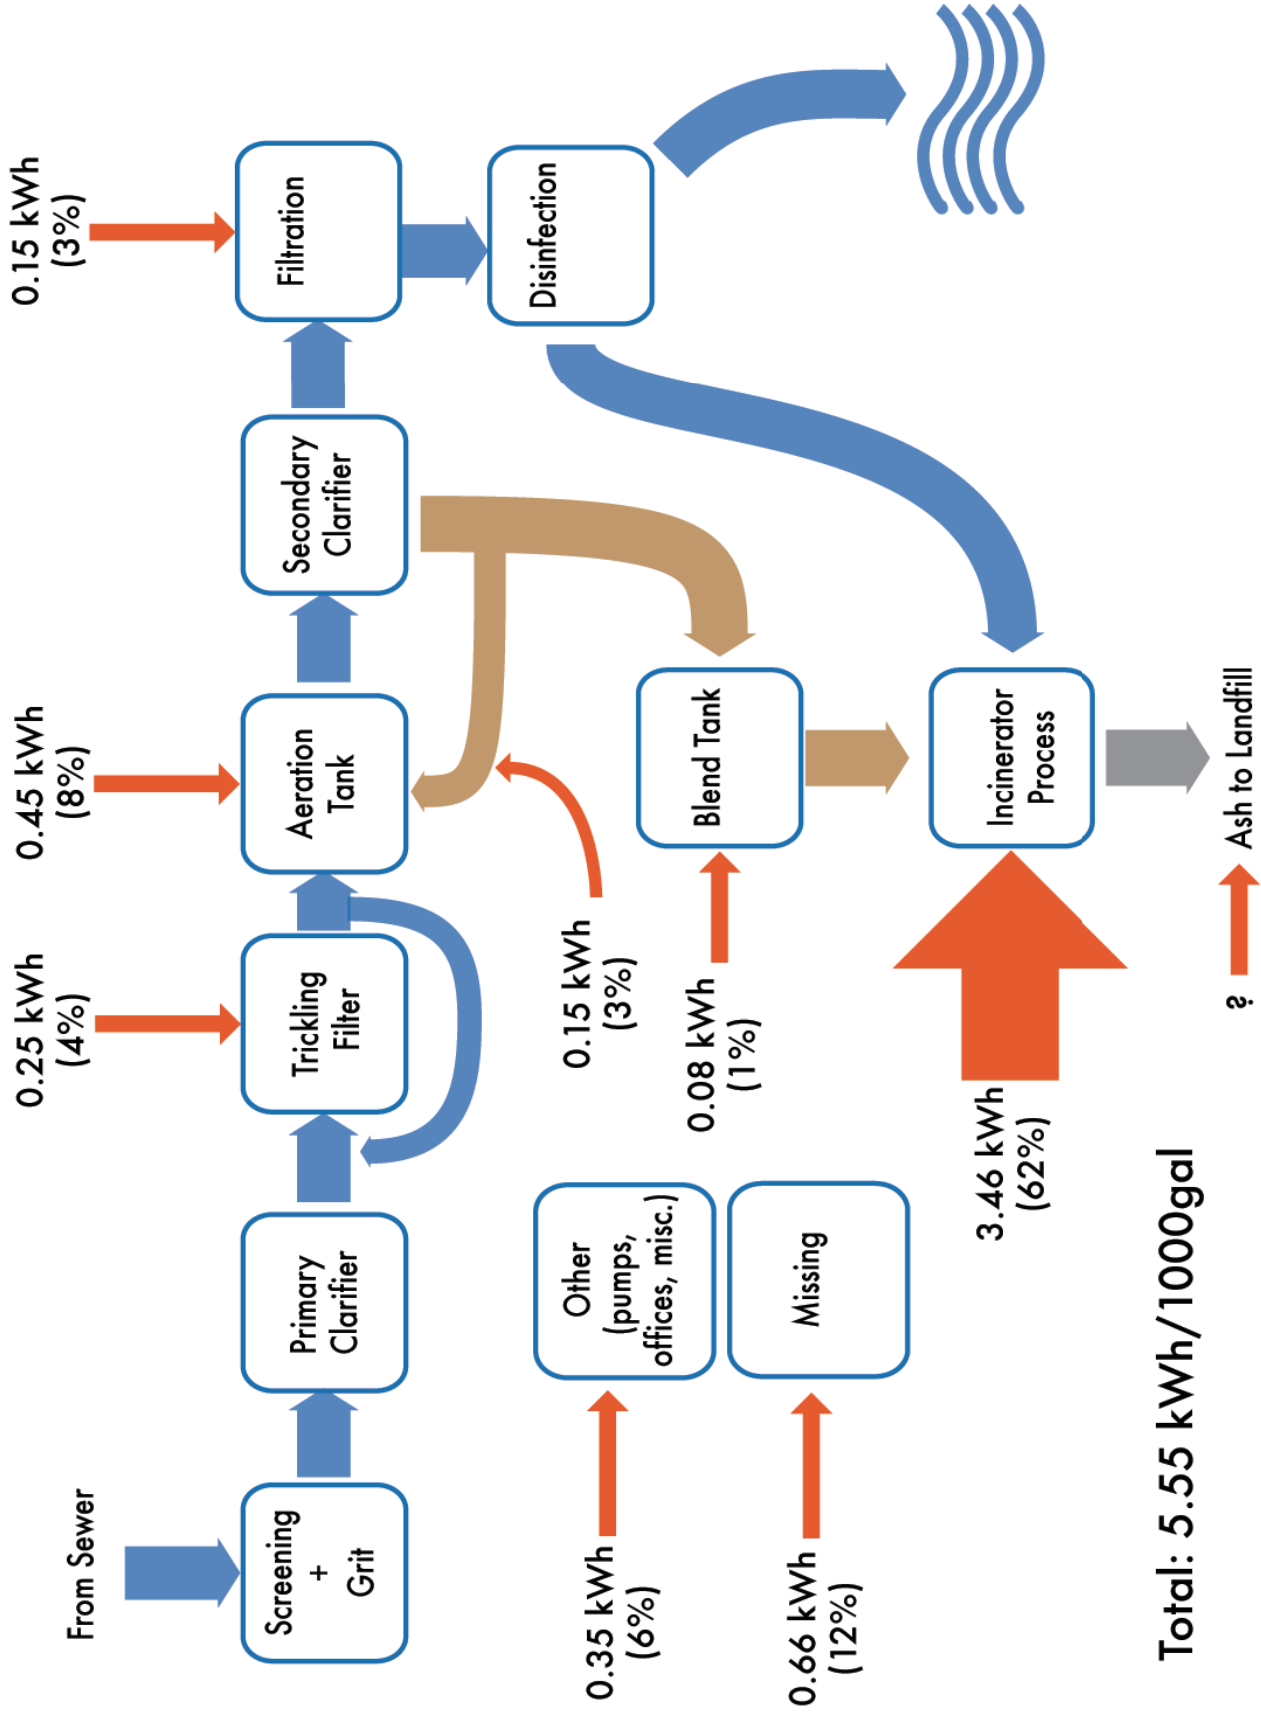 From Sewer
Screening
+
Grit
Primary
Clarifier
0.25 kWh
(4%)
Trickling
Filter
0.45 kWh
(8%)
Aeration
Tank
Secondary
Clarifier
0.15 kWh
(3%)
Filtration
Disinfection
0.15 kWh
(3%)
0.35 kWh
(6%)
Other
(pumps,
offices, misc.)
0.08 kWh
(1%)
Blend Tank
0.66 kWh
(12%)
Missing
3.46 kWh
(62%)
Incinerator
Process
Total: 5.55 kWh/1000gal
?
Ash to Landfill